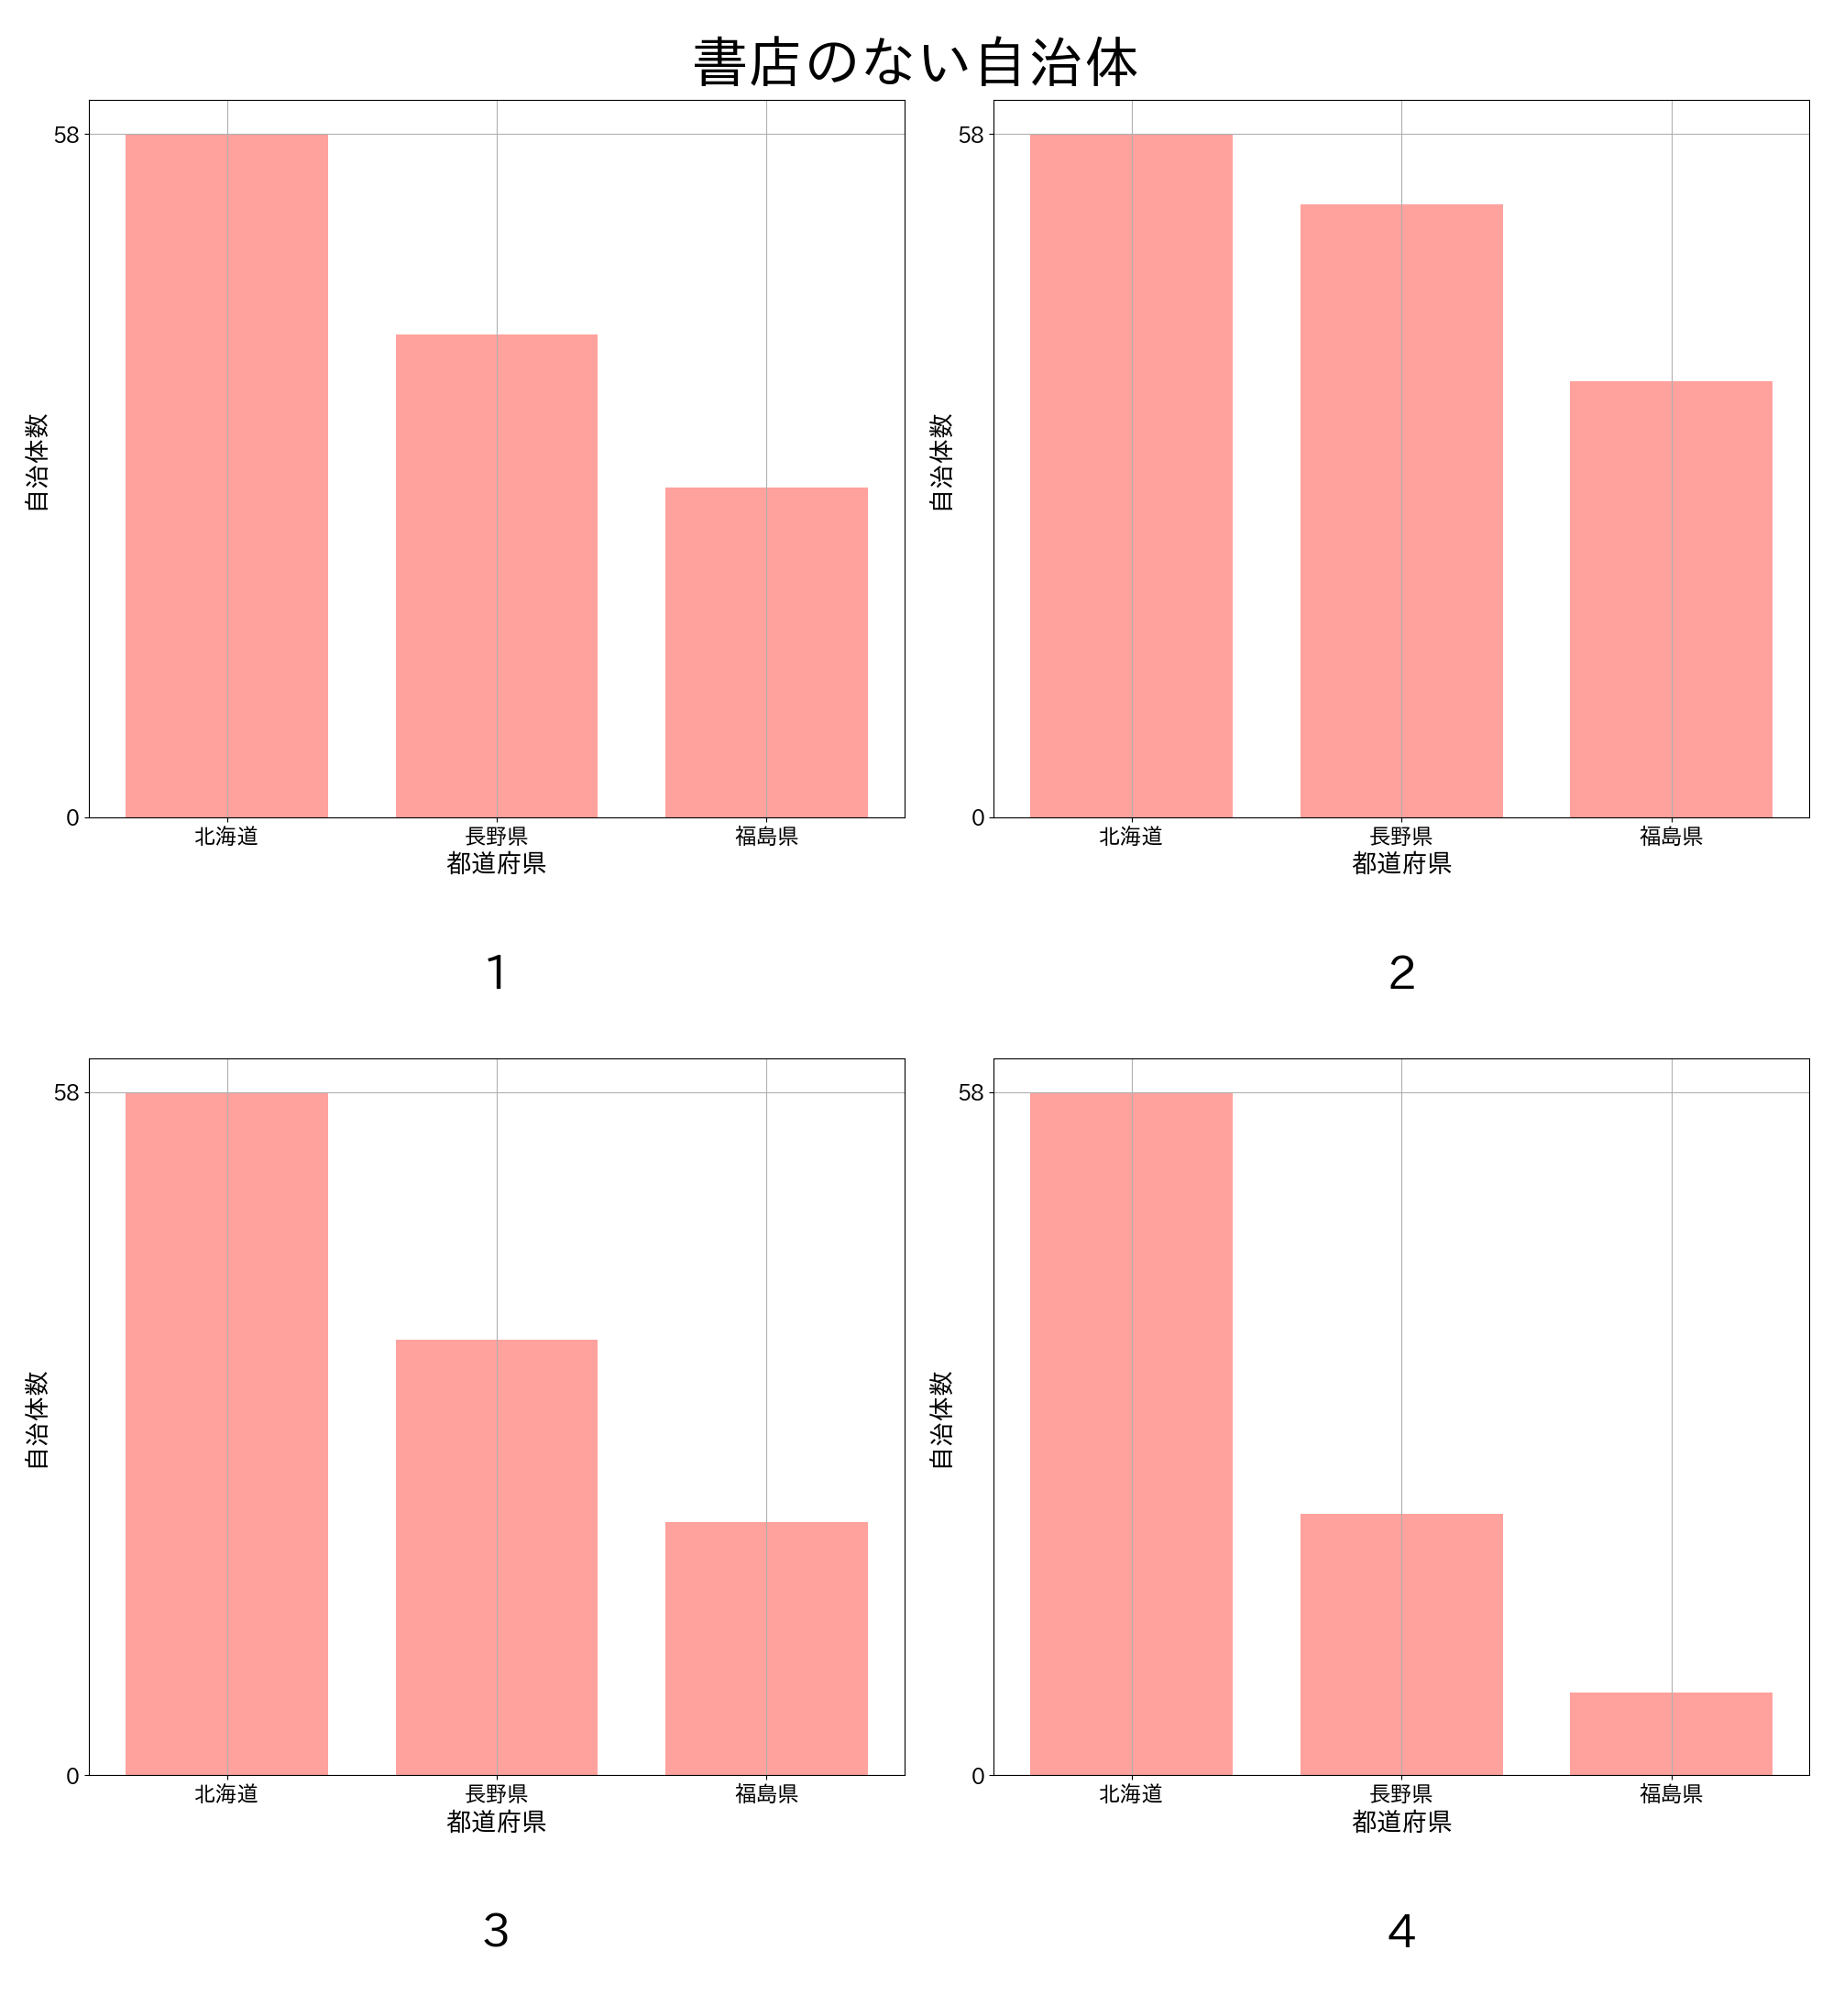 書店のない自治体
58
0
自治体数
北海道 長野県 福島県
都道府県
1
58
0
自治体数
北海道 長野県 福島県
都道府県
2
58
0
自治体数
北海道 長野県 福島県
都道府県
3
58
0
自治体数
北海道 長野県 福島県
都道府県
4